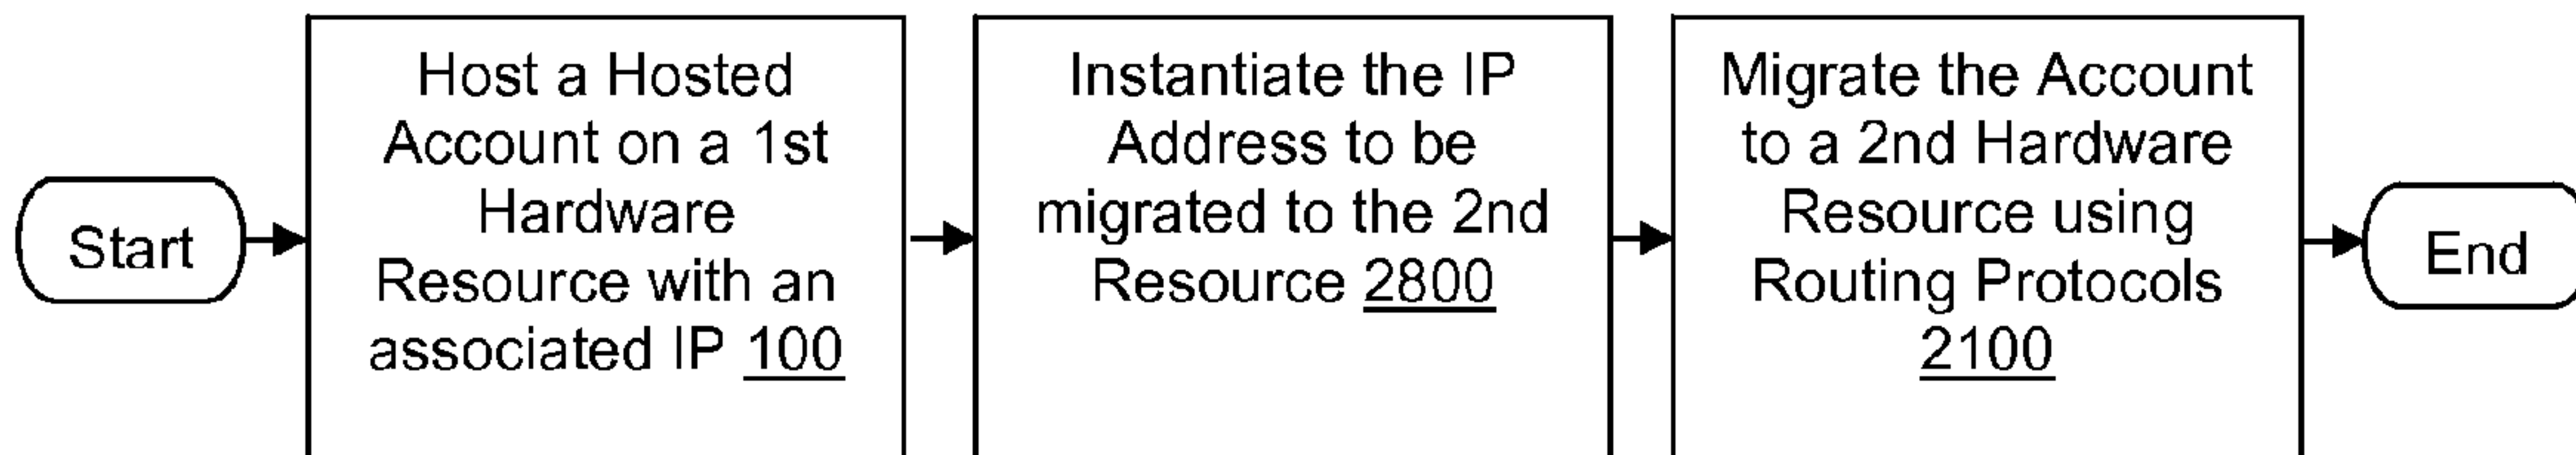 Start
Host a Hosted
Account on a 1st
Hardware
Resource with an
associated IP 100
Instantiate the IP
Address to be
migrated to the 2nd
Resource 2800
Migrate the Account
to a 2nd Hardware
Resource using
Routing Protocols
2100
End